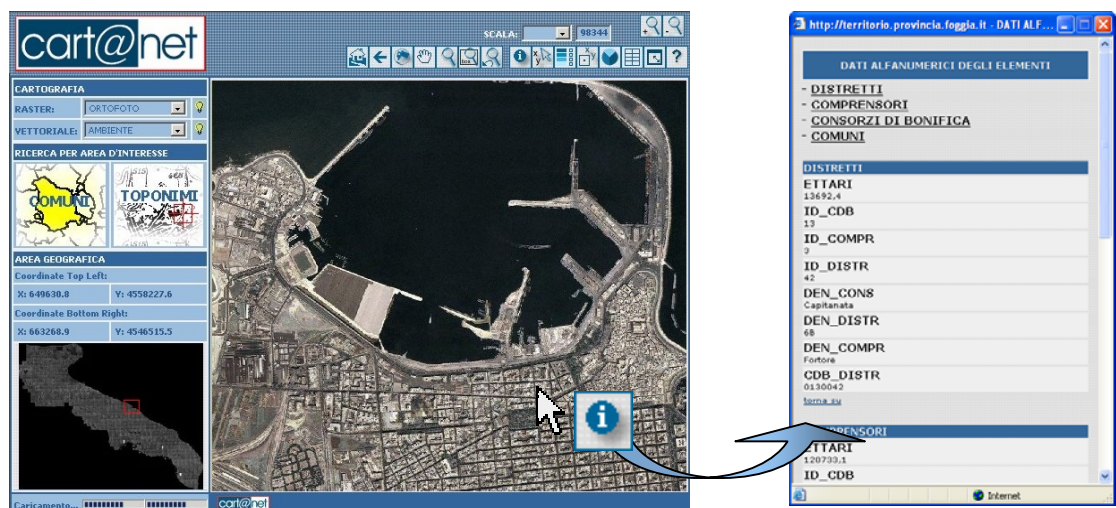 cart@net
SCALA: 98344
CARTOGRAFIA
RASTER: ORTOFOTO
VETTORIALE: AMBIENTE
RICERCA PER AREA D'INTERESSE
COMUNI
TOPONIMI
AREA GEOGRAFICA
Coordinate Top Left:
X: 649630.8 Y: 4558227.6
Coordinate Bottom Right:
X: 663268.9 Y: 4546515.5
Caricamento...
cart@net
http://territorio.provincia.foggia.it - DATI ALF...
DATI ALFANUMERICI DEGLI ELEMENTI
- DISTRETTI
- COMPRENSORI
- CONSORZI DI BONIFICA
- COMUNI
DISTRETTI
ETTARI
13692,4
ID_CDB
13
ID_COMPR
3
ID_DISTR
42
DEN_CONS
Capitanata
DEN_DISTR
6B
DEN_COMPR
Fortore
CDB_DISTR
0130042
torna su
ETTARI
120733,1
ID_CDB
Internet